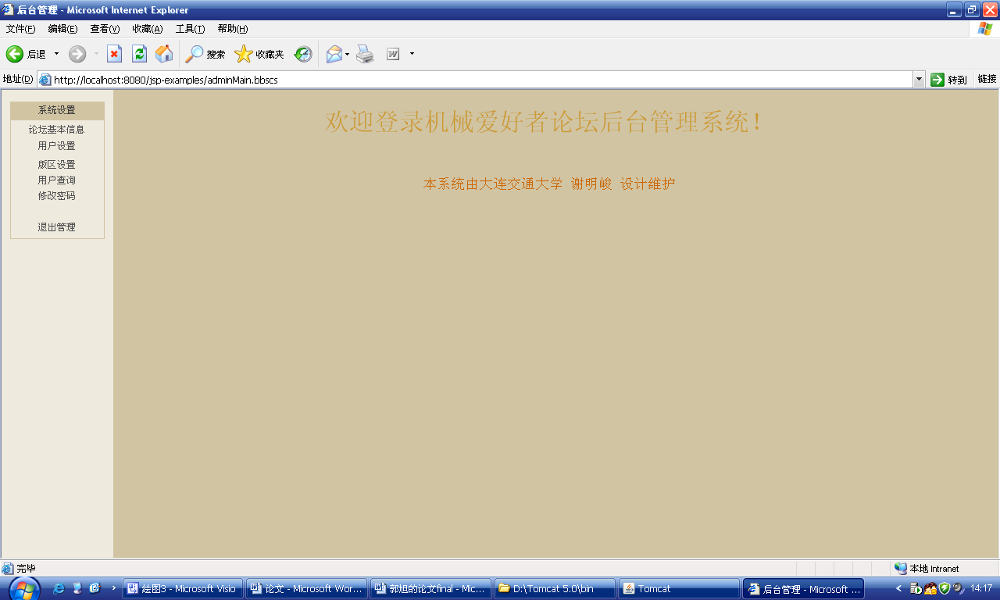 后台管理 - Microsoft Internet Explorer
文件(F) 编辑(E) 查看(V) 收藏(A) 工具(T) 帮助(H)
后退 搜索 收藏夹
地址(D) http://localhost:8080/jsp-examples/adminMain.bbscs 转到 链接
系统设置
论坛基本信息
用户设置
版区设置
用户查询
修改密码
退出管理
欢迎登录机械爱好者论坛后台管理系统!
本系统由大连交通大学 谢明峻 设计维护
完毕 本地 Intranet
绘图3 - Microsoft Visio 论文 - Microsoft Wor... 郭旭的论文final - Mic... D:\Tomcat 5.0\bin Tomcat 后台管理 - Microsoft ... 14:17